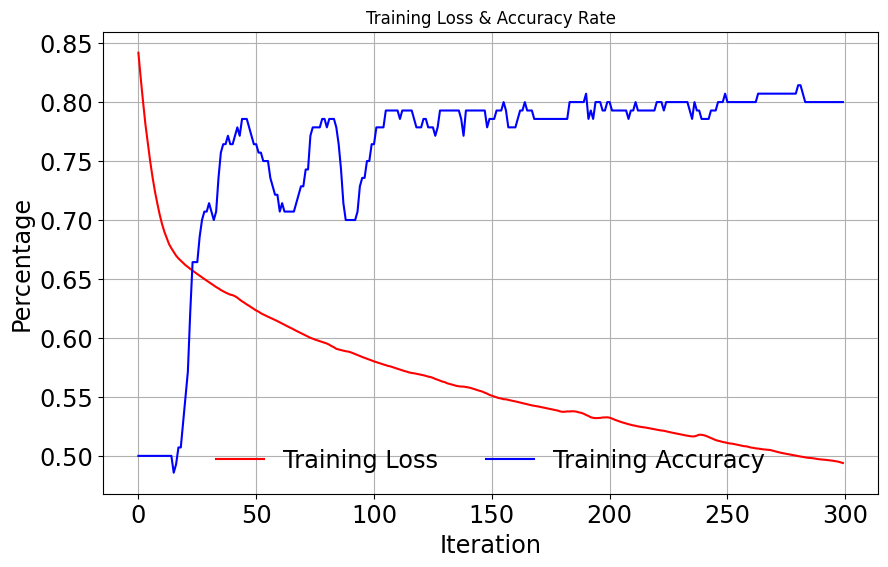 Training Loss & Accuracy Rate
Percentage
0.85
0.80
0.75
0.70
0.65
0.60
0.55
0.50
Training Loss
Training Accuracy
0 50 100 150 200 250 300
Iteration